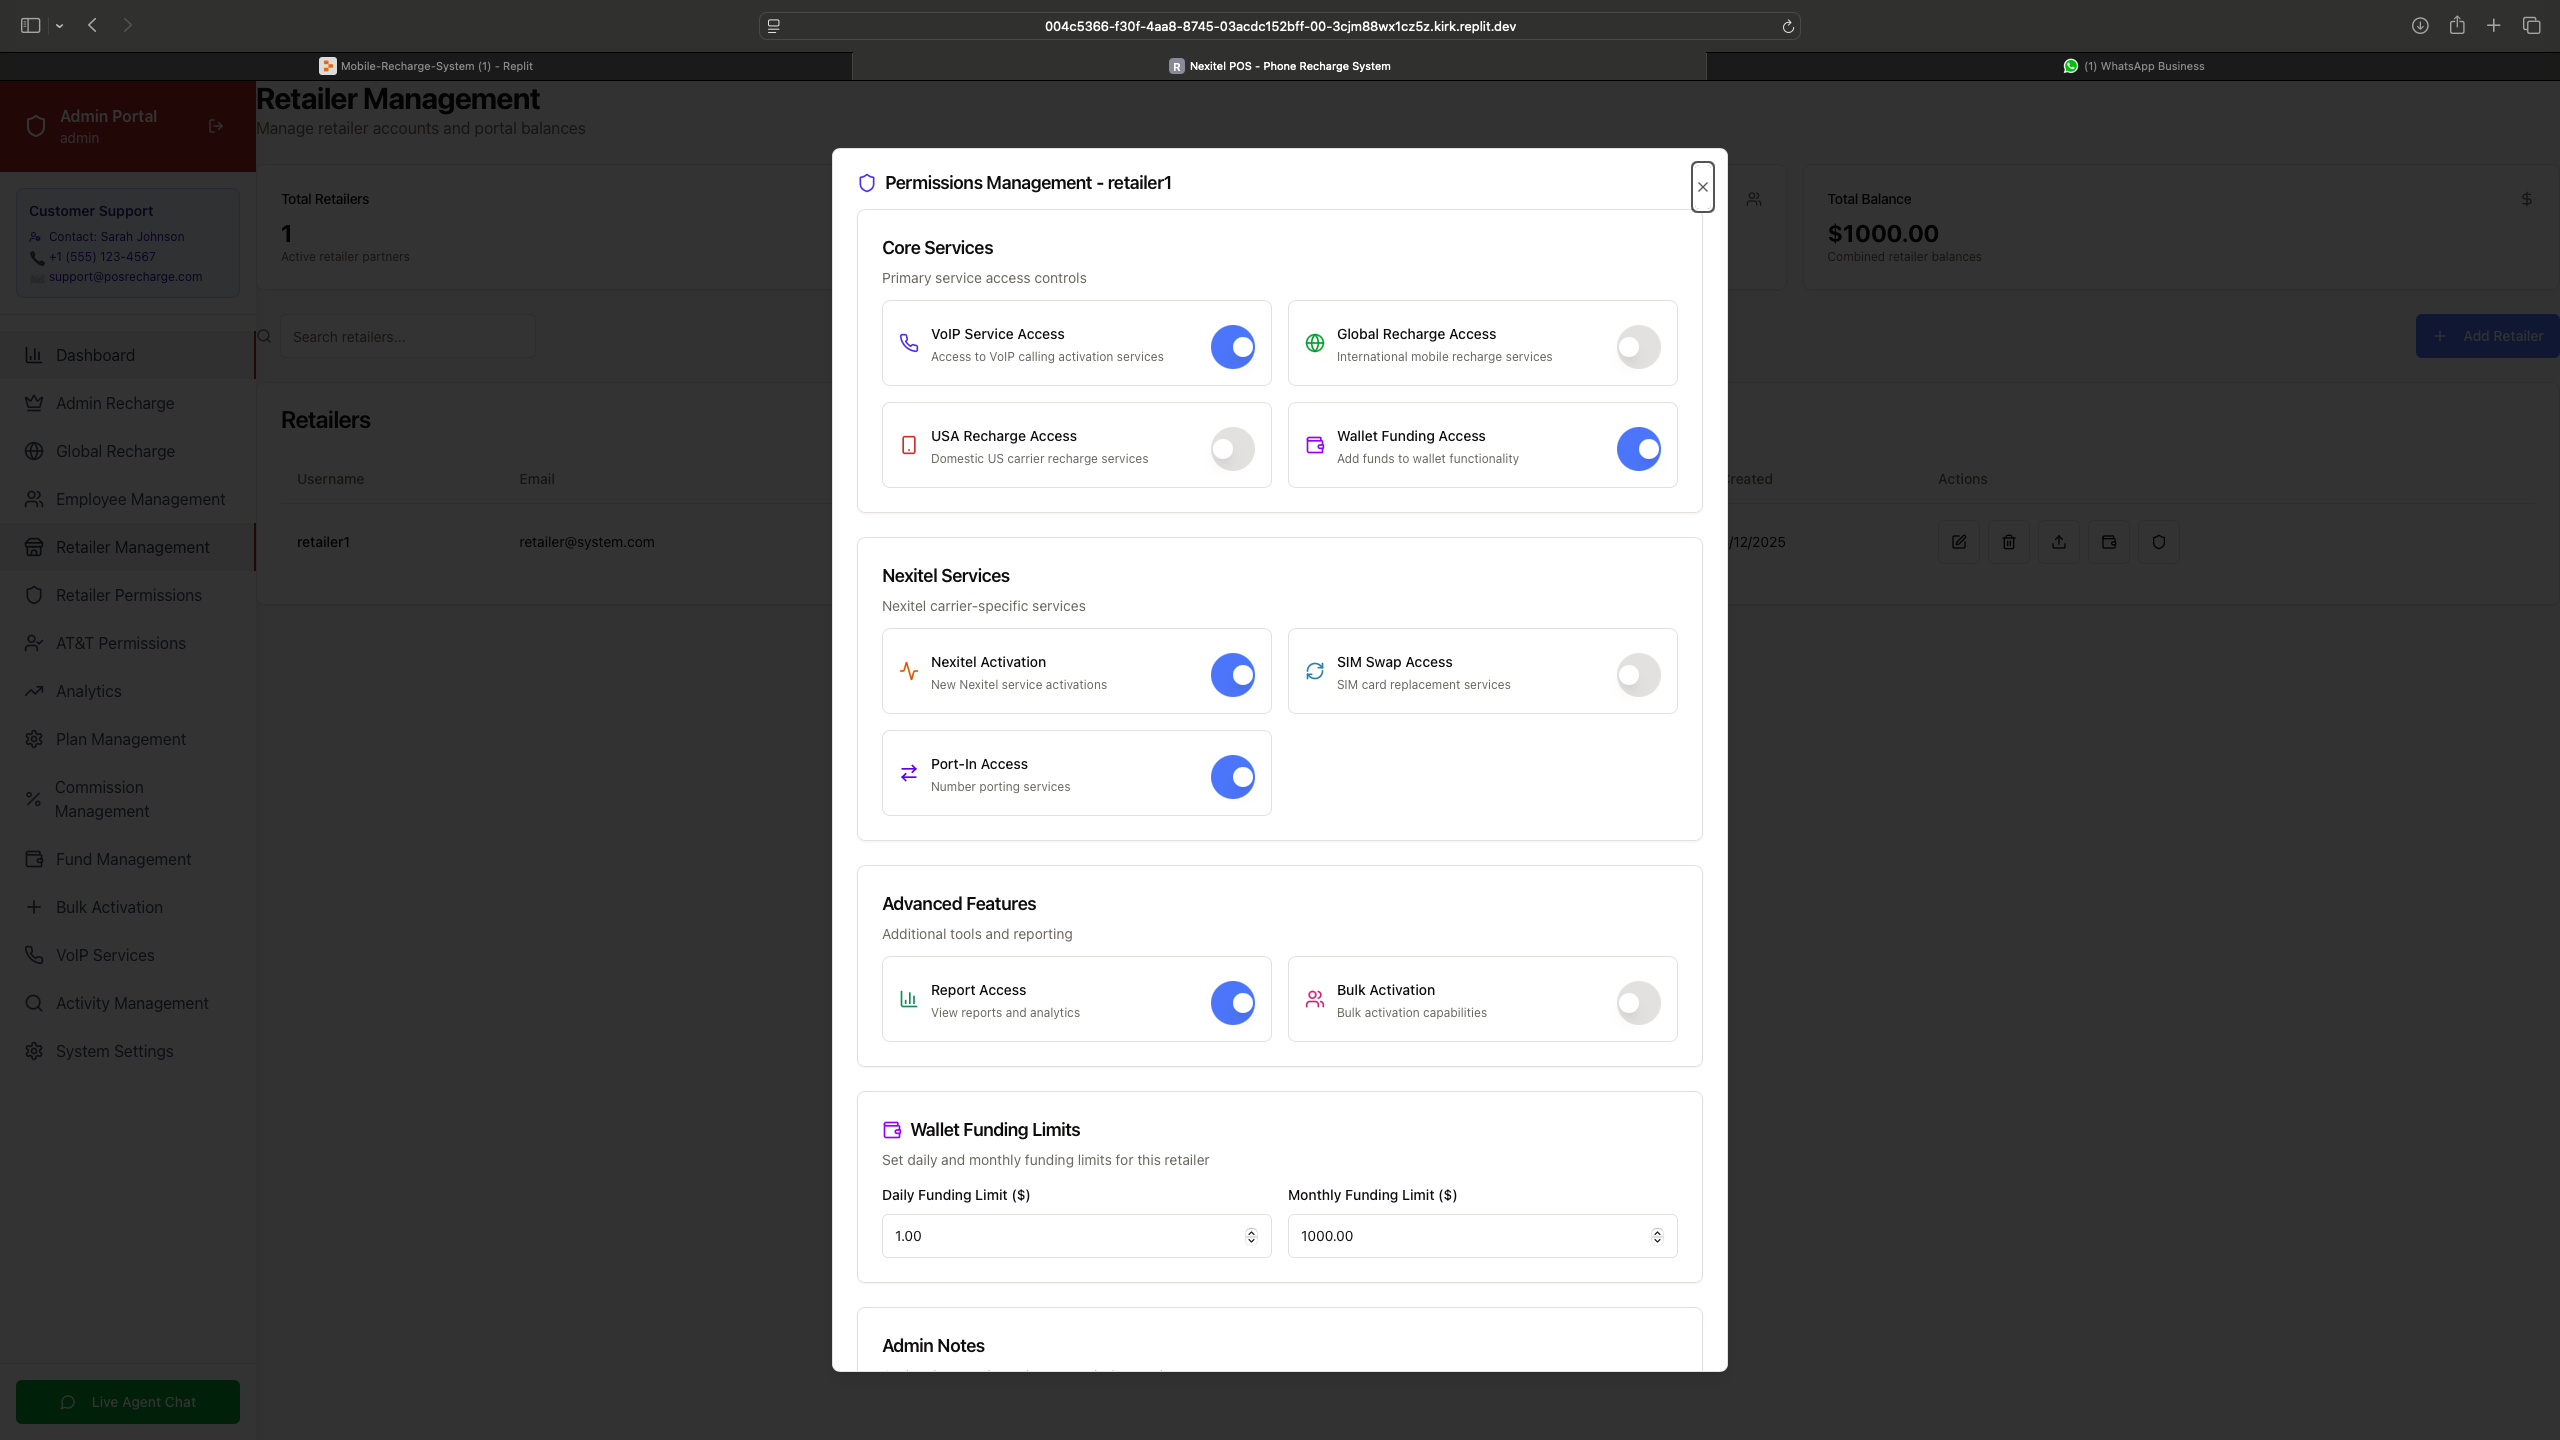 004c5366-f30f-4aa8-8745-03acdc152bff-00-3cjm88wx1cz5z.kirk.replit.dev
Mobile-Recharge-System (1) - Replit
R Nexitel POS - Phone Recharge System
(1) WhatsApp Business
Admin Portal
admin
Customer Support
Contact: Sarah Johnson
+1 (555) 123-4567
support@posrecharge.com
Dashboard
Admin Recharge
Global Recharge
Employee Management
Retailer Management
Retailer Permissions
AT&T Permissions
Analytics
Plan Management
Commission
Management
Fund Management
Bulk Activation
VoIP Services
Activity Management
System Settings
Live Agent Chat
Retailer Management
Manage retailer accounts and portal balances
Total Retailers
1
Active retailer partners
Total Balance
$1000.00
Combined retailer balances
Search retailers...
Add Retailer
Retailers
Username
Email
Actions
retailer1
retailer@system.com
/12/2025
Permissions Management - retailer1
Core Services
Primary service access controls
VoIP Service Access
Access to VoIP calling activation services
Global Recharge Access
International mobile recharge services
USA Recharge Access
Domestic US carrier recharge services
Wallet Funding Access
Add funds to wallet functionality
Nexitel Services
Nexitel carrier-specific services
Nexitel Activation
New Nexitel service activations
SIM Swap Access
SIM card replacement services
Port-In Access
Number porting services
Advanced Features
Additional tools and reporting
Report Access
View reports and analytics
Bulk Activation
Bulk activation capabilities
Wallet Funding Limits
Set daily and monthly funding limits for this retailer
Daily Funding Limit ($)
1.00
Monthly Funding Limit ($)
1000.00
Admin Notes